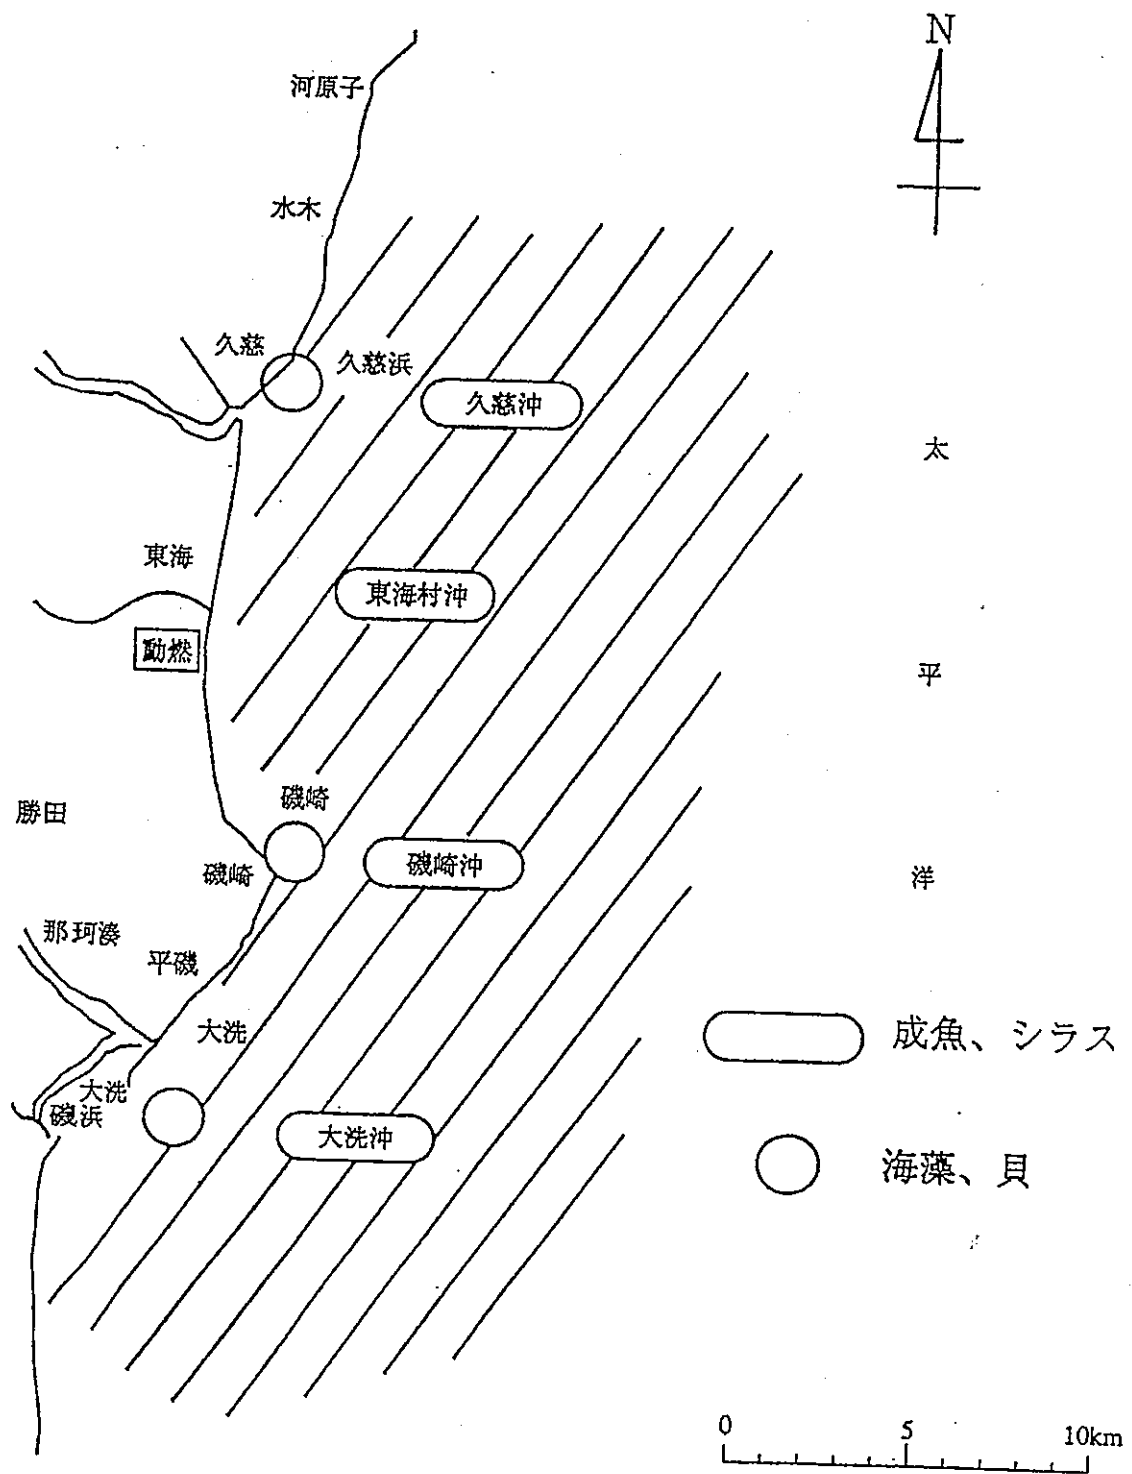 N
河原子
水木
久慈
久慈浜
久慈沖
太
東海
東海村沖
動燃
平
磯崎
勝田
磯崎
磯崎沖
洋
那珂湊
平磯
大洗
成魚、シラス
大洗
磯浜
大洗沖
海藻、貝
0 5 10km